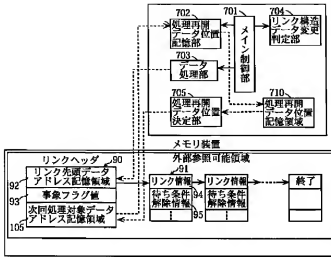 702
処理再開
データ位置
記憶部
701
メイン制御部
704
リンク構造
データ変更
判定部
703
データ
処理部
705
処理再開
データ位置
決定部
710
処理再開
データ位置
記憶領域
メモリ装置
外部参照可能領域
リンクヘッダ
90
92
リンク先頭データ
アドレス記憶領域
93
事象フラグ値
次回処理対象データ
アドレス記憶領域
105
91
リンク情報
待ち条件
解除情報
94
95
リンク情報
待ち条件
解除情報
終了